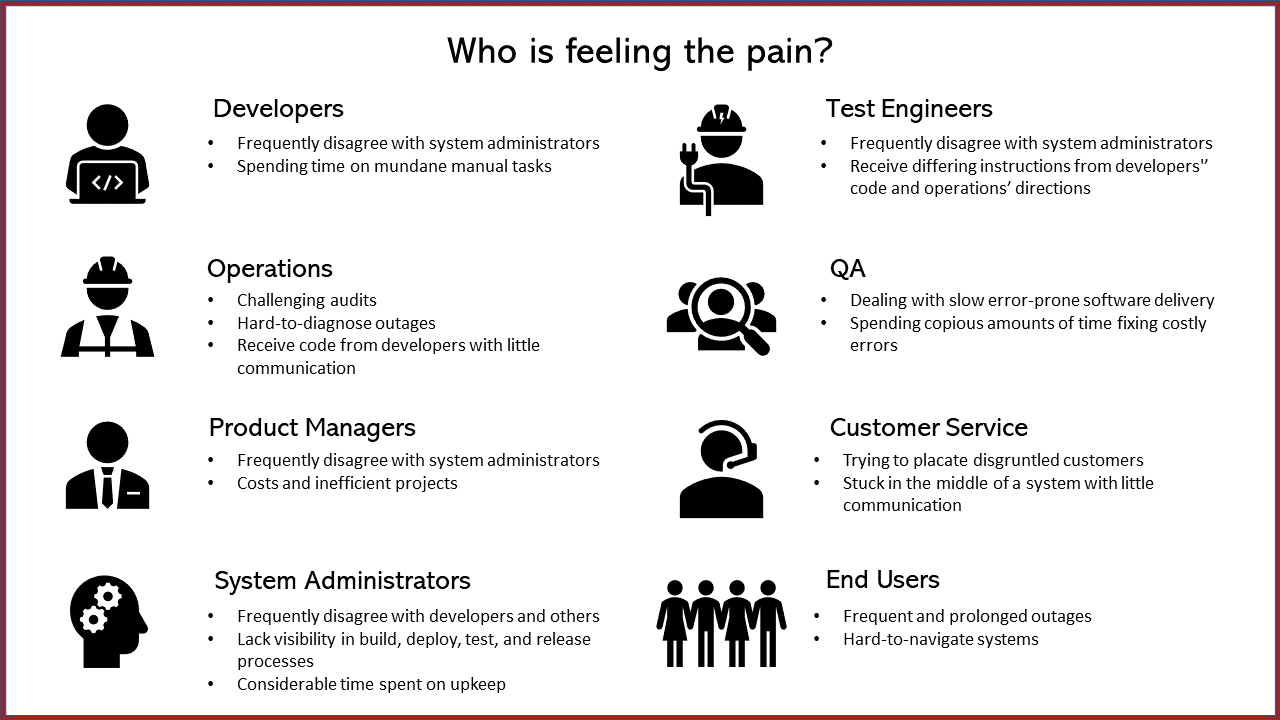 Who is feeling the pain?
Developers
• Frequently disagree with system administrators
• Spending time on mundane manual tasks
</>
Test Engineers
• Frequently disagree with system administrators
• Receive differing instructions from developers''
code and operations’ directions
Operations
• Challenging audits
• Hard-to-diagnose outages
• Receive code from developers with little
communication
QA
• Dealing with slow error-prone software delivery
• Spending copious amounts of time fixing costly
errors
Product Managers
• Frequently disagree with system administrators
• Costs and inefficient projects
Customer Service
• Trying to placate disgruntled customers
• Stuck in the middle of a system with little
communication
System Administrators
• Frequently disagree with developers and others
• Lack visibility in build, deploy, test, and release
processes
• Considerable time spent on upkeep
End Users
• Frequent and prolonged outages
• Hard-to-navigate systems